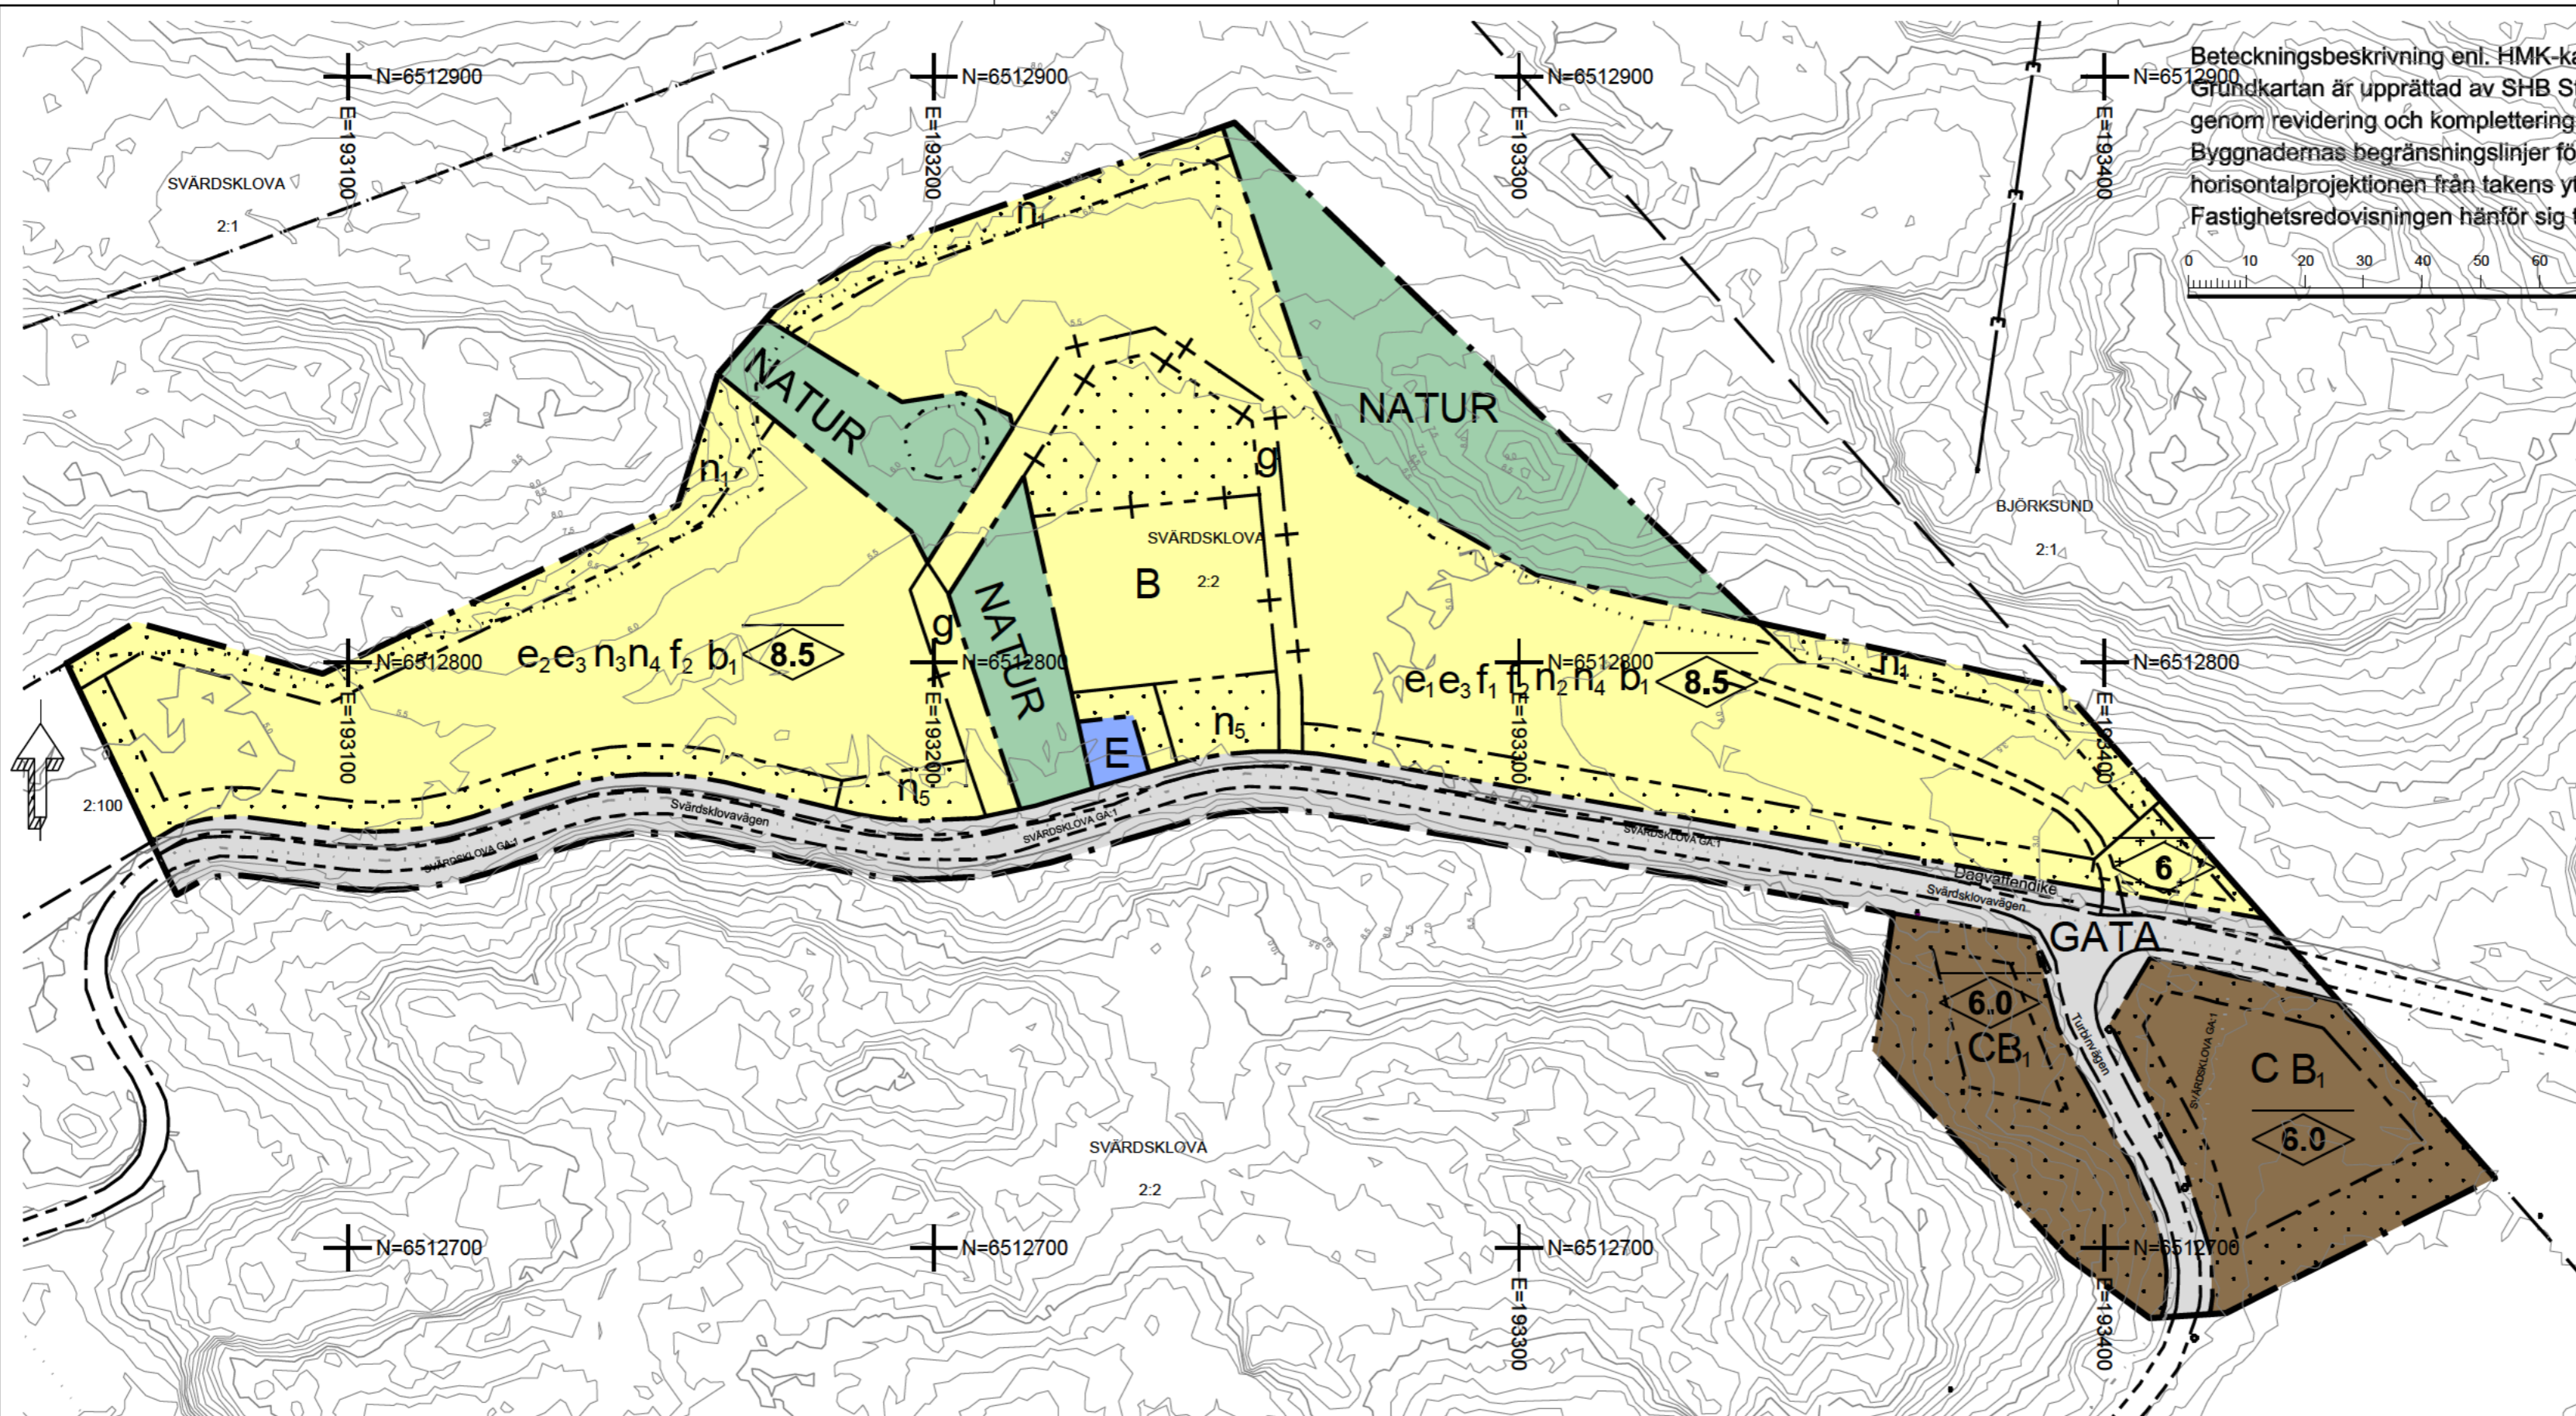 N=6512900
N=6512900
N=6512900
N=6512900
E=193100
E=193200
E=193300
E=193400
Beteckningsbeskrivning enl. HMK-ka
Grundkartan är upprättad av SHB S
genom revidering och komplettering
Byggnadernas begränsningslinjer fö
horisontalprojektionen från takens yt
Fastighetsredovisningen hänför sig t
0 10 20 30 40 50 60
SVÄRDSKLOVA
2:1
n₁
NATUR
NATUR
n₁
g
SVÄRDSKLOVA
B 2:2
BJÖRKSUND
2:1
NATUR
g
e₂e₃ n₃n₄ f₂ b₁ 8.5
e₁e₃ f₁ f₂ n₂ n₄ b₁ 8.5
n₁
N=6512800
N=6512800
N=6512800
N=6512800
E=193100
E=193200
E=193300
E=193400
n₅
E
n₅
2:100
Svärdsklovavägen
SVÄRDSKLOVA GA:1
SVÄRDSKLOVA GA:1
SVÄRDSKLOVA GA:1
Dagvattendike
Svärdsklovavägen
6
GATA
6.0
CB₁
Turbinvägen
SVÄRDSKLOVA GA:1
C B₁
6.0
SVÄRDSKLOVA
2:2
N=6512700
N=6512700
N=6512700
N=6512700
E=193300
E=193400